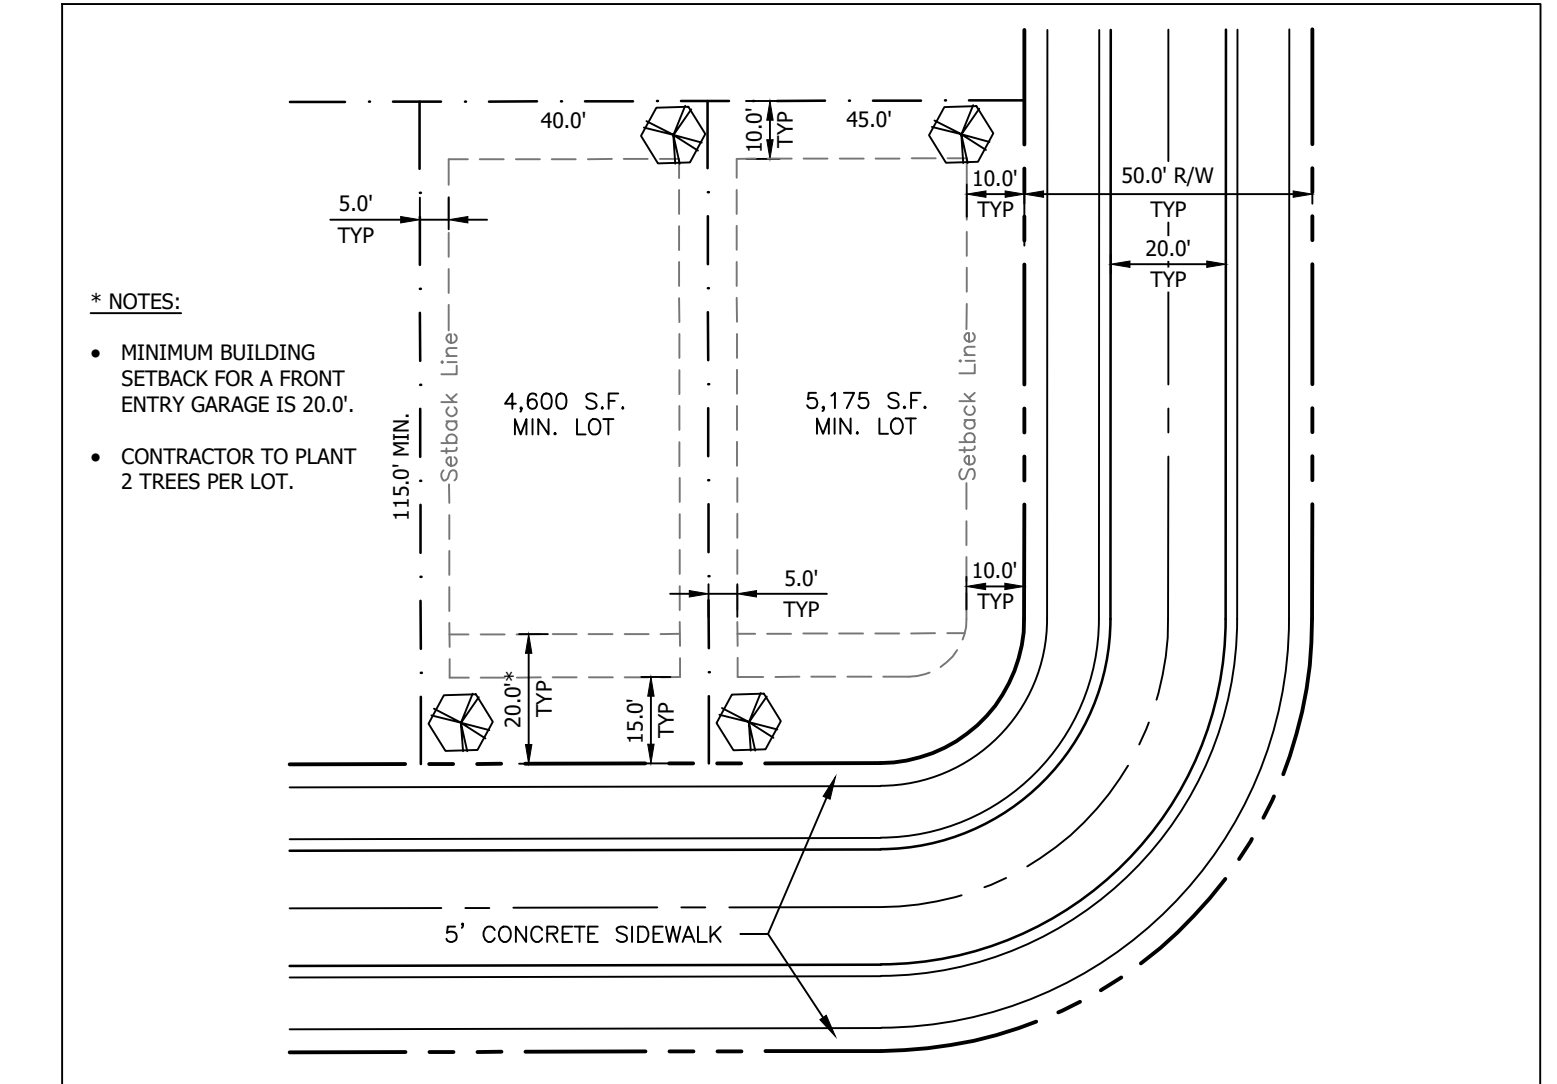 40.0'
10.0'
TYP
45.0'
10.0'
TYP
50.0' R/W
TYP
5.0'
TYP
20.0'
TYP
* NOTES:
• MINIMUM BUILDING
SETBACK FOR A FRONT
ENTRY GARAGE IS 20.0'.
• CONTRACTOR TO PLANT
2 TREES PER LOT.
115.0' MIN.
Setback Line
4,600 S.F.
MIN. LOT
5,175 S.F.
MIN. LOT
Setback Line
5.0'
TYP
10.0'
TYP
20.0'*
TYP
15.0'
TYP
5' CONCRETE SIDEWALK